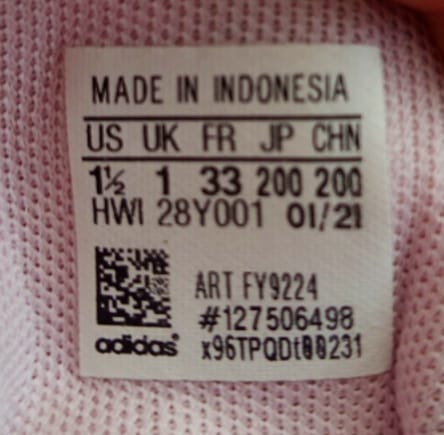 MADE IN INDONESIA
US UK FR JP CHN
1½ 1 33 200 200
HWI 28Y001 01/21
ART FY9224
#127506498
adidas